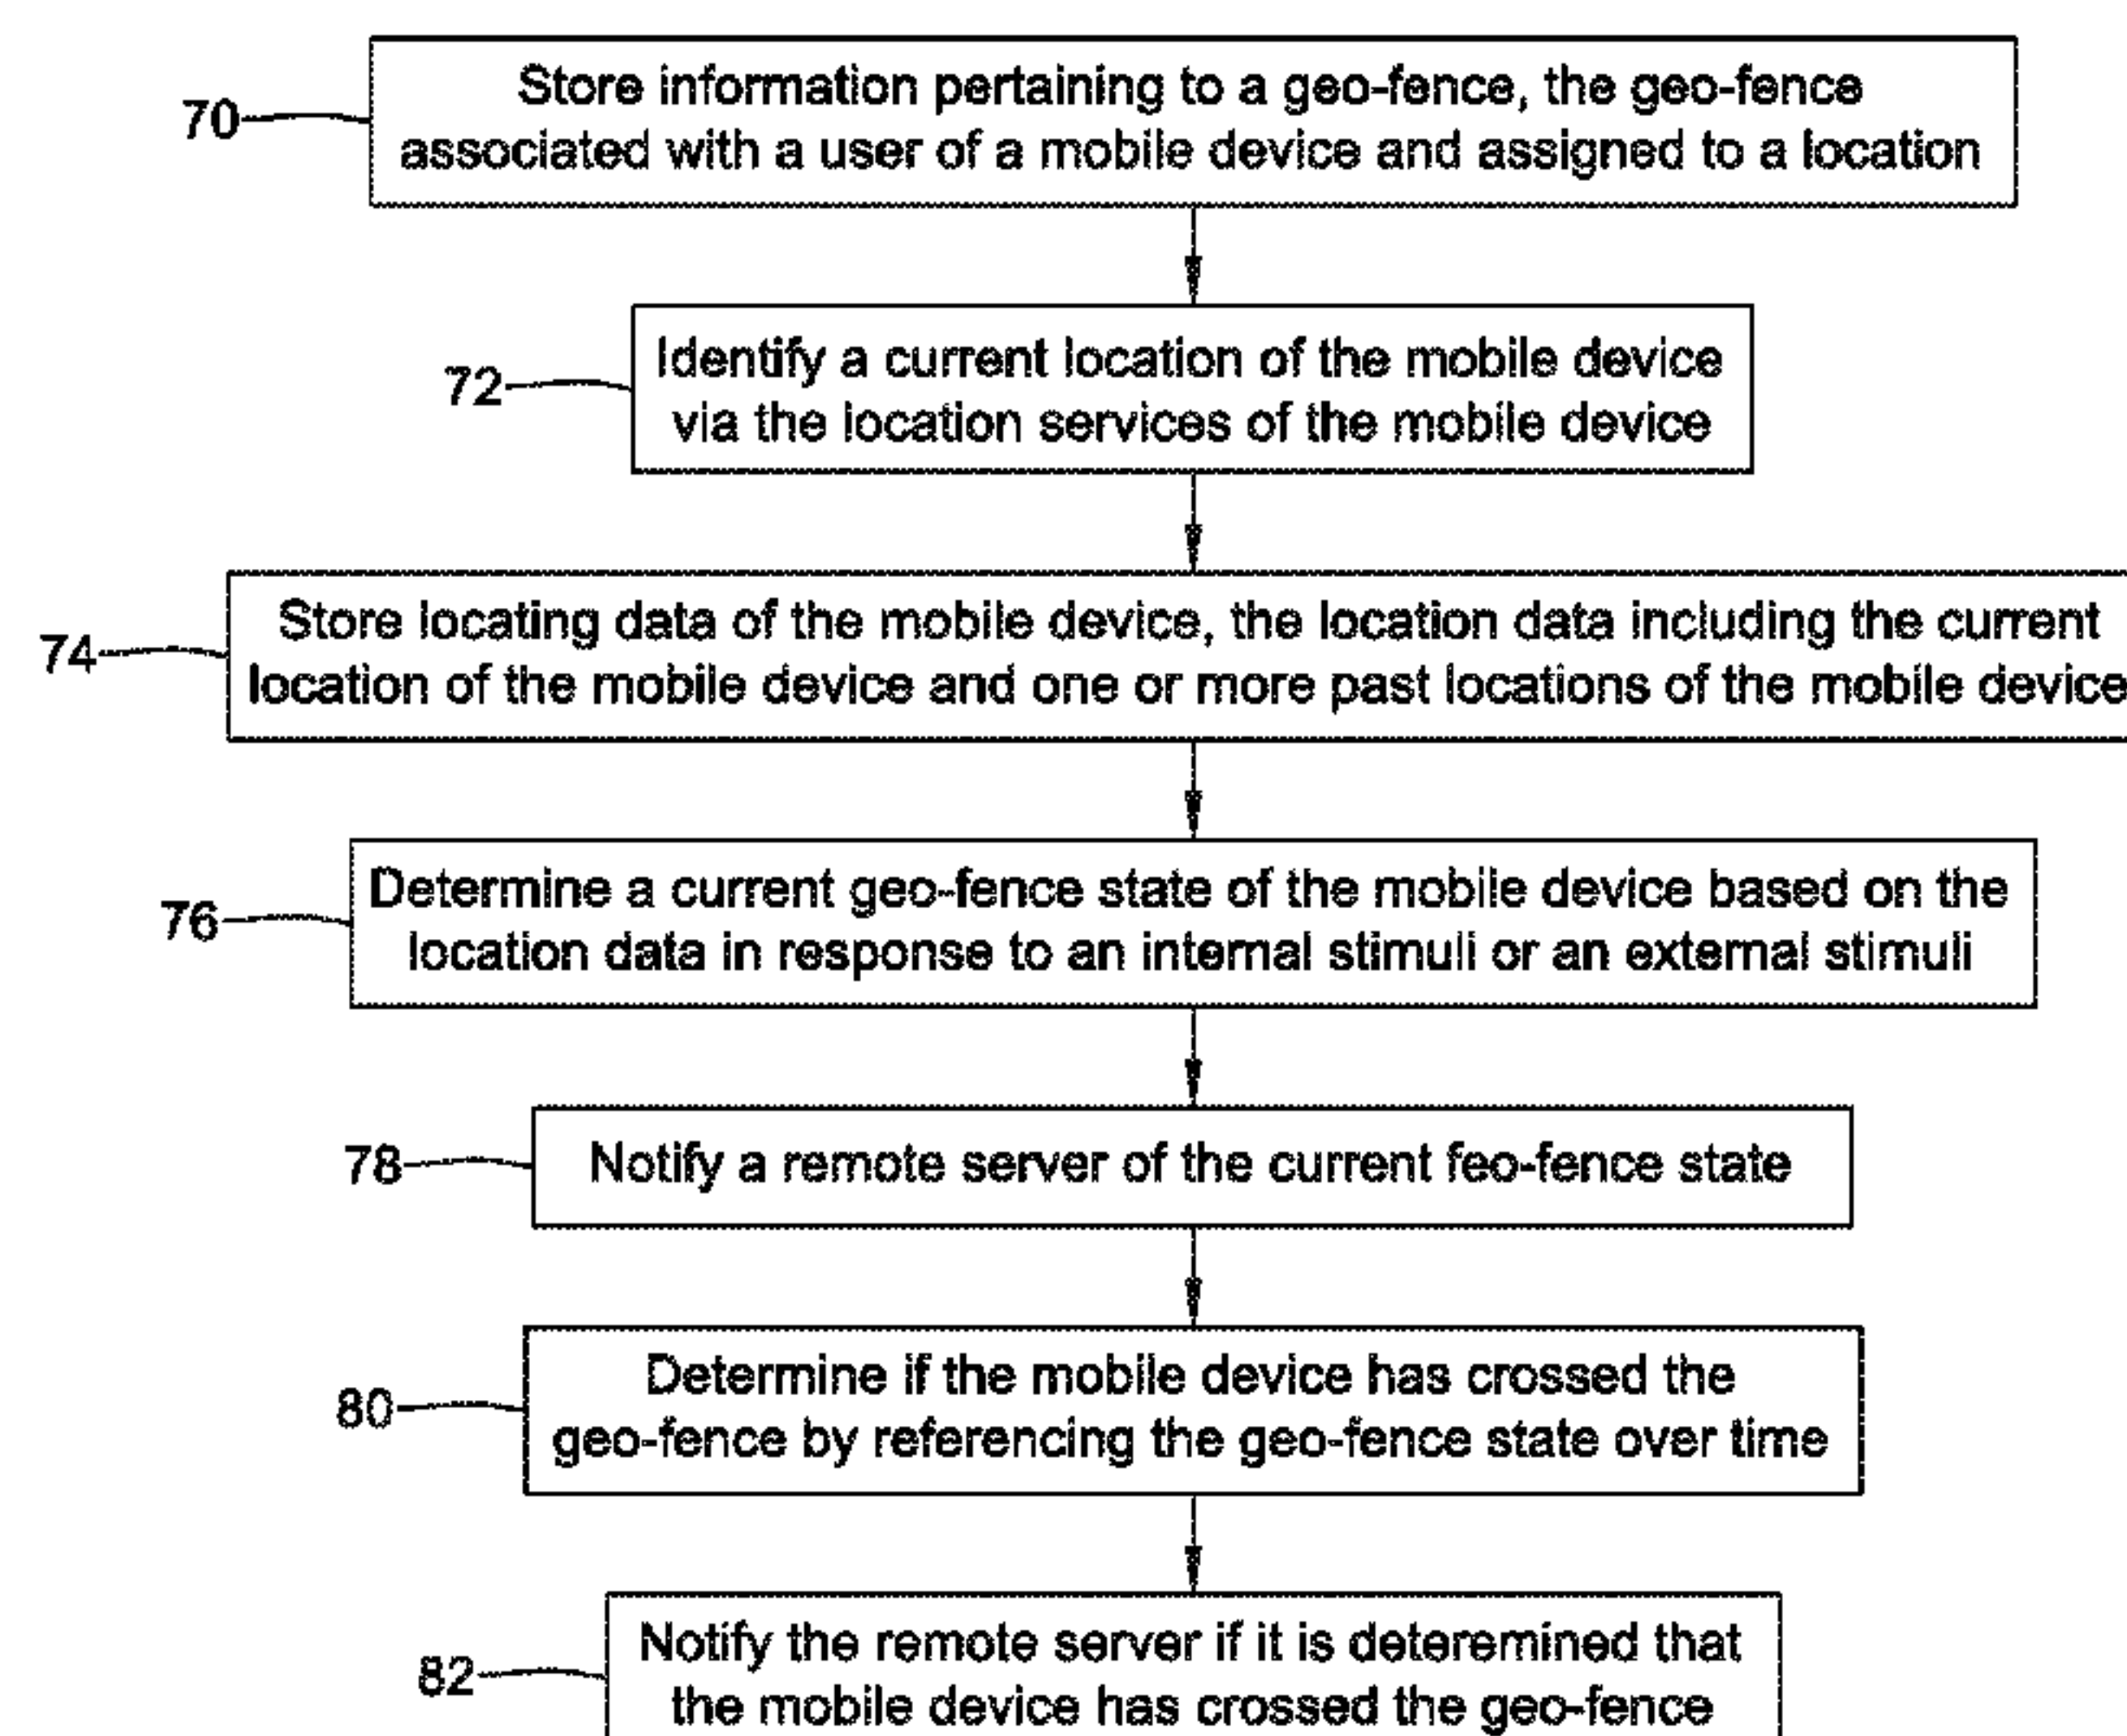 Store information pertaining to a geo-fence, the geo-fence
70
associated with a user of a mobile device and assigned to a location
Identify a current location of the mobile device
72
via the location services of the mobile device
Store locating data of the mobile device, the location data including the current
74
location of the mobile device and one or more past locations of the mobile device
Determine a current geo-fence state of the mobile device based on the
76
location data in response to an internal stimuli or an external stimuli
78
Notify a remote server of the current feo-fence state
Determine if the mobile device has crossed the
80
geo-fence by referencing the geo-fence state over time
Notify the remote server if it is deteremined that
82
the mobile device has crossed the geo-fence